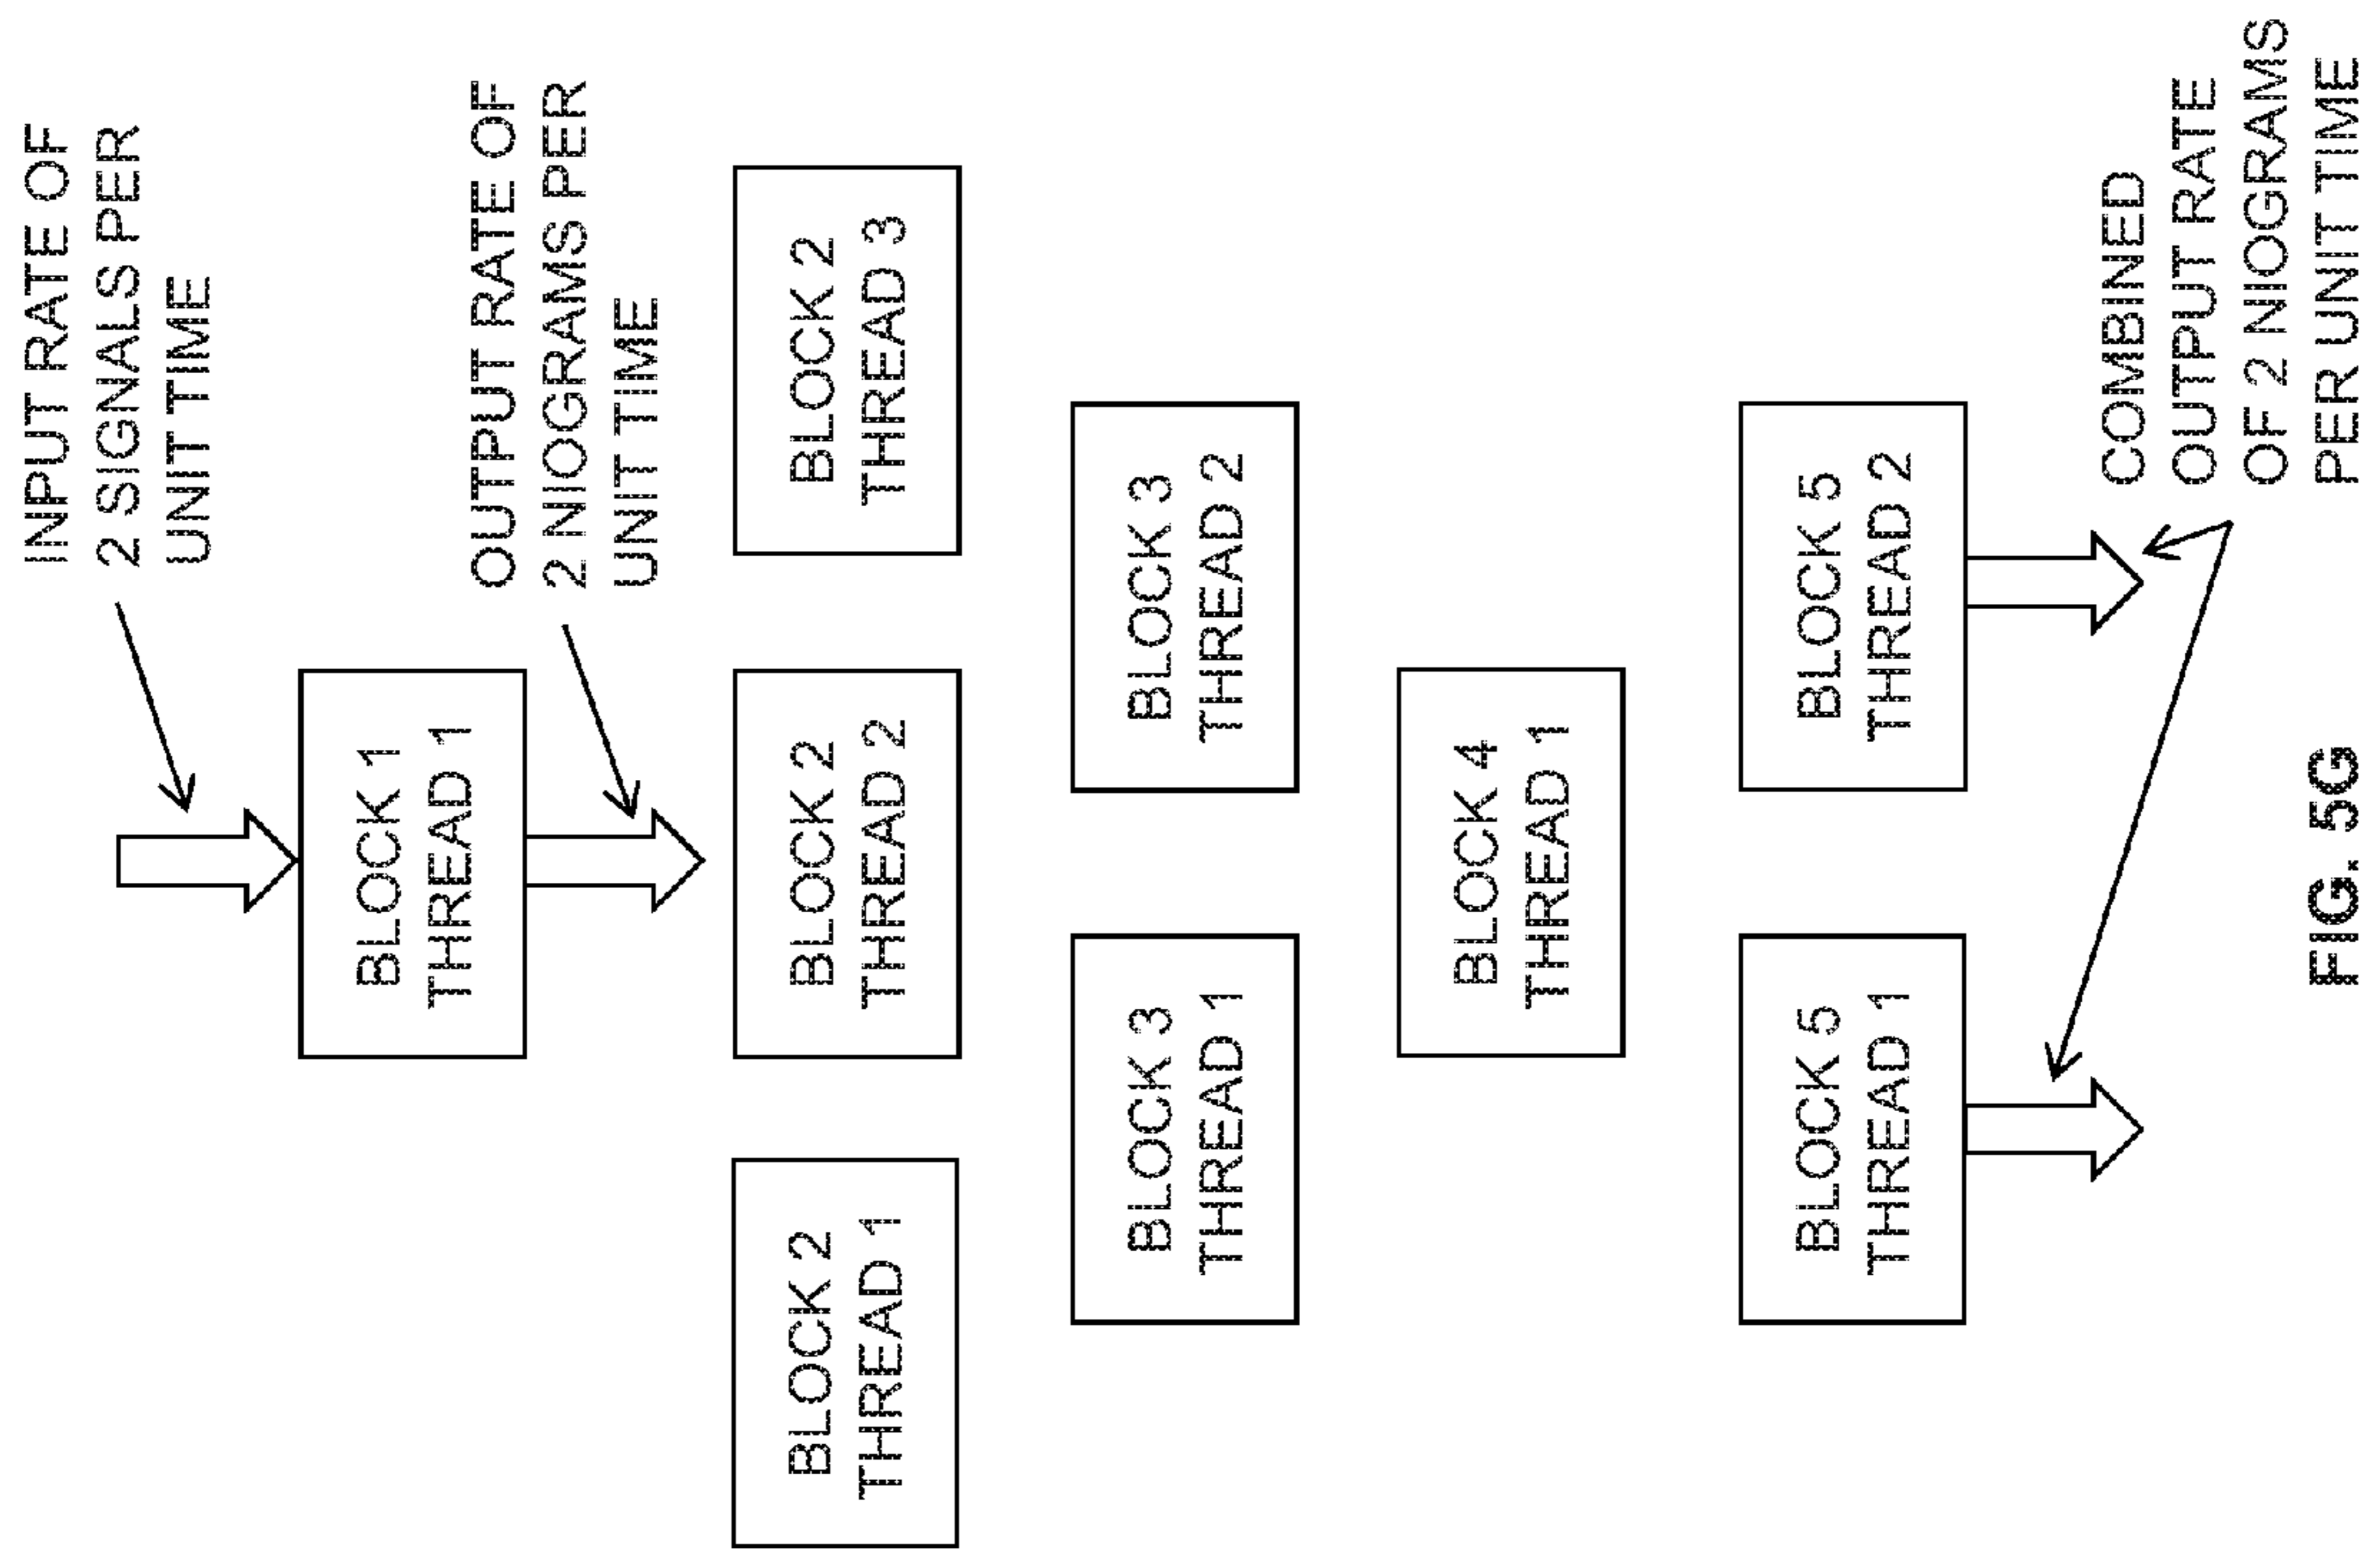 INPUT RATE OF
2 SIGNALS PER
UNIT TIME
BLOCK 1
THREAD 1
OUTPUT RATE OF
2 NIOGRAMS PER
UNIT TIME
BLOCK 2
THREAD 1
BLOCK 2
THREAD 2
BLOCK 2
THREAD 3
BLOCK 3
THREAD 1
BLOCK 3
THREAD 2
BLOCK 4
THREAD 1
BLOCK 5
THREAD 1
BLOCK 5
THREAD 2
COMBINED
OUTPUT RATE
OF 2 NIOGRAMS
PER UNIT TIME
FIG. 5G